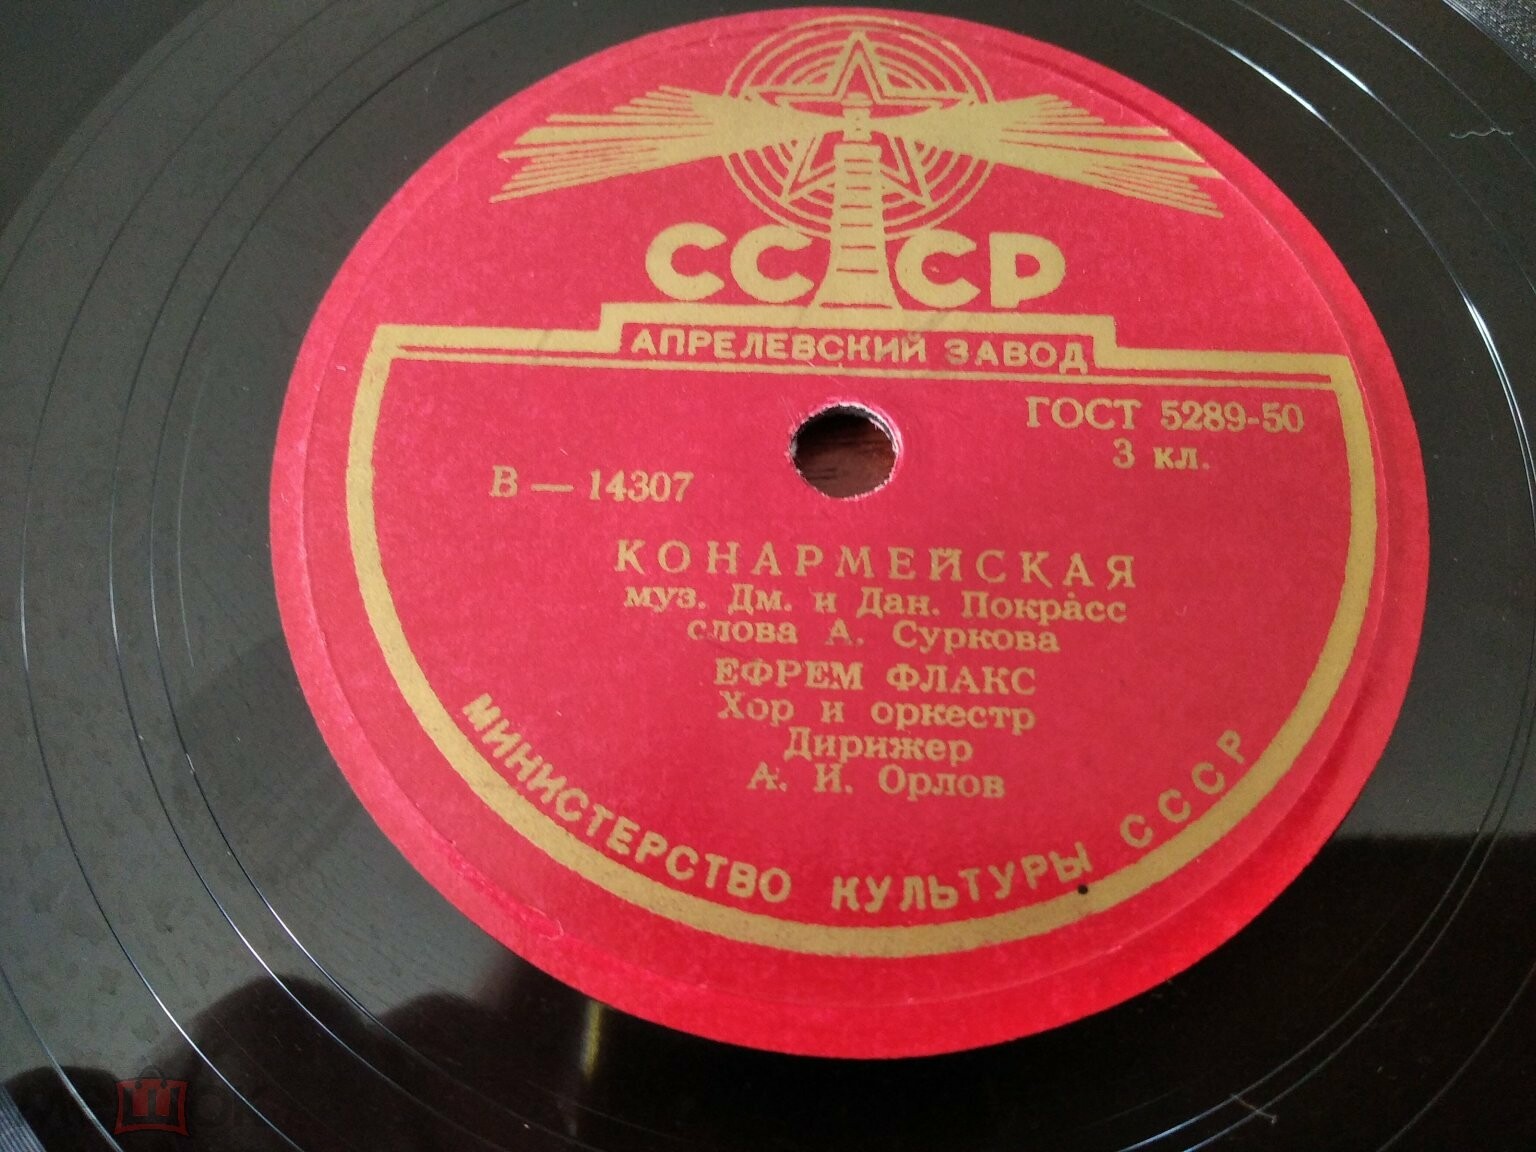 СССР
АПРЕЛЕВСКИЙ ЗАВОД
ГОСТ 5289-50
3 кл.
В — 14307
КОНАРМЕЙСКАЯ
муз. Дм. и Дан. Покрасс
слова А. Суркова
ЕФРЕМ ФЛАКС
Хор и оркестр
Дирижер
А. И. Орлов
МИНИСТЕРСТВО КУЛЬТУРЫ СССР